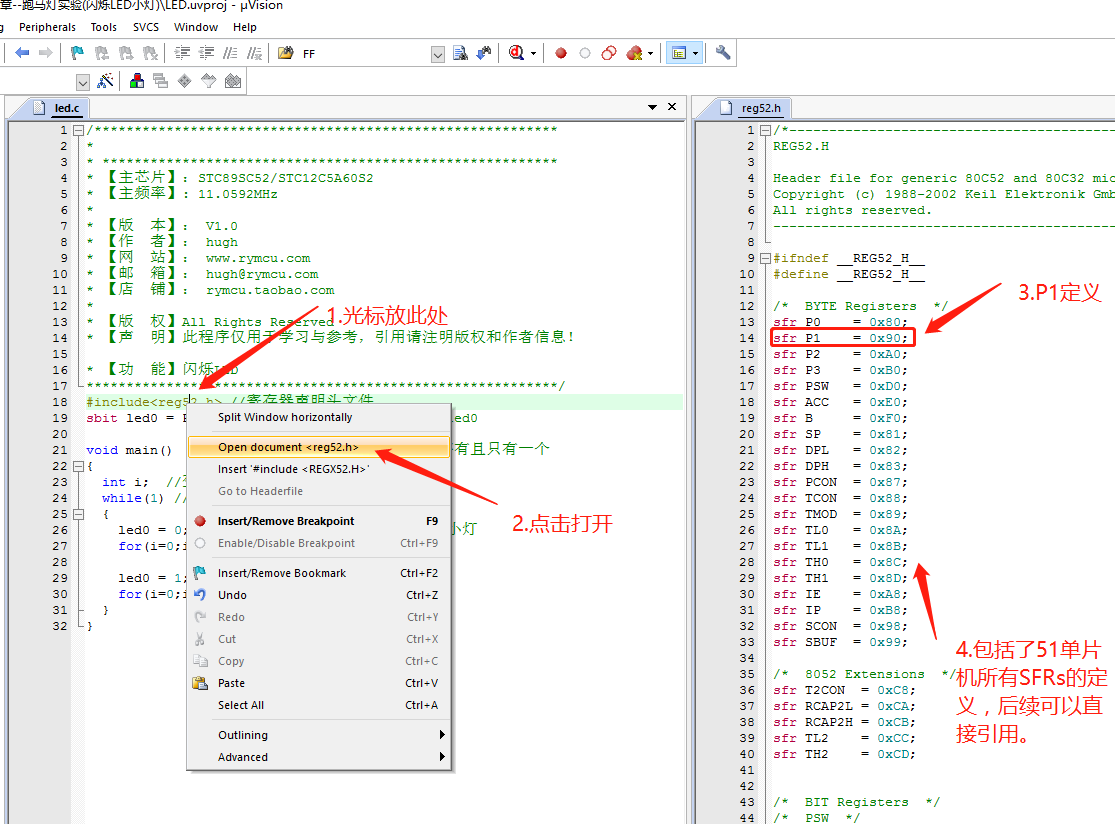 章--跑马灯实验(闪烁LED小灯)\LED.uvproj - µVision
Peripherals Tools SVCS Window Help
FF
led.c
1 /**********************************************************
2 *
3 * *********************************************************
4 * 【主芯片】: STC89SC52/STC12C5A60S2
5 * 【主频率】: 11.0592MHz
6 *
7 * 【版 本】: V1.0
8 * 【作 者】: hugh
9 * 【网 站】: www.rymcu.com
10 * 【邮 箱】: hugh@rymcu.com
11 * 【店 铺】: rymcu.taobao.com
12 *
13 * 【版 权】All Rights Reserved
14 * 【声 明】此程序仅用于学习与参考，引用请注明版权和作者信息！
15 *
16 * 【功 能】闪烁LED
17 ***********************************************************/
18 #include<reg52.h> //寄存器声明头文件
19 sbit led0 = ed0
20
21 void main() 有且只有一个
22 {
23 int i; //
24 while(1) //
25 {
26 led0 = 0; 小灯
27 for(i=0;i
28
29 led0 = 1;
30 for(i=0;i
31 }
32 }
1.光标放此处
Split Window horizontally
Open document <reg52.h>
Insert '#include <REGX52.H>'
Go to Headerfile
Insert/Remove Breakpoint F9
Enable/Disable Breakpoint Ctrl+F9
Insert/Remove Bookmark Ctrl+F2
Undo Ctrl+Z
Redo Ctrl+Y
Cut Ctrl+X
Copy Ctrl+C
Paste Ctrl+V
Select All Ctrl+A
Outlining
Advanced
2.点击打开
reg52.h
1 /*-----------------------------------------
2 REG52.H
3
4 Header file for generic 80C52 and 80C32 mic
5 Copyright (c) 1988-2002 Keil Elektronik Gmb
6 All rights reserved.
7 -------------------------------------------
8
9 #ifndef __REG52_H__
10 #define __REG52_H__
11
12 /* BYTE Registers */
13 sfr P0 = 0x80;
14 sfr P1 = 0x90;
15 sfr P2 = 0xA0;
16 sfr P3 = 0xB0;
17 sfr PSW = 0xD0;
18 sfr ACC = 0xE0;
19 sfr B = 0xF0;
20 sfr SP = 0x81;
21 sfr DPL = 0x82;
22 sfr DPH = 0x83;
23 sfr PCON = 0x87;
24 sfr TCON = 0x88;
25 sfr TMOD = 0x89;
26 sfr TL0 = 0x8A;
27 sfr TL1 = 0x8B;
28 sfr TH0 = 0x8C;
29 sfr TH1 = 0x8D;
30 sfr IE = 0xA8;
31 sfr IP = 0xB8;
32 sfr SCON = 0x98;
33 sfr SBUF = 0x99;
34
35 /* 8052 Extensions */
36 sfr T2CON = 0xC8;
37 sfr RCAP2L = 0xCA;
38 sfr RCAP2H = 0xCB;
39 sfr TL2 = 0xCC;
40 sfr TH2 = 0xCD;
41
42
43 /* BIT Registers */
44 /* PSW */
3.P1定义
4.包括了51单片
机所有SFRs的定
义，后续可以直
接引用。